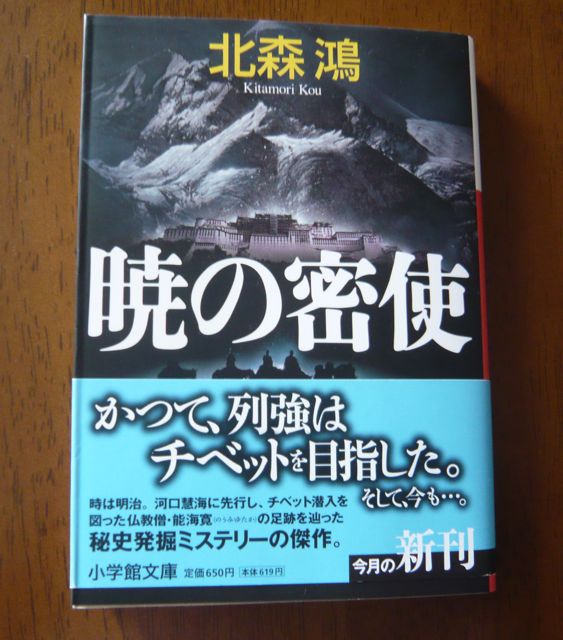 北森 鴻
Kitamori Kou
暁の密使
かつて、列強は
チベットを目指した。
そして、今も…。
時は明治。河口慧海に先行し、チベット潜入を
図った仏教僧・能海寛(のうみゆたか)の足跡を辿った
秘史発掘ミステリーの傑作。
小学館文庫 定価650円 本体619円
今月の新刊